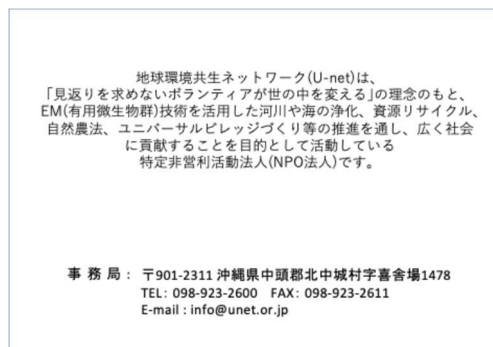 地球環境共生ネットワーク(U-net)は、
「見返りを求めないボランティアが世の中を変える」の理念のもと、
EM(有用微生物群)技術を活用した河川や海の浄化、資源リサイクル、
自然農法、ユニバーサルビレッジづくり等の推進を通し、広く社会
に貢献することを目的として活動している
特定非営利活動法人(NPO法人)です。
事務局：〒901-2311 沖縄県中頭郡北中城村字喜舎場1478
TEL：098-923-2600 FAX：098-923-2611
E-mail : info@unet.or.jp